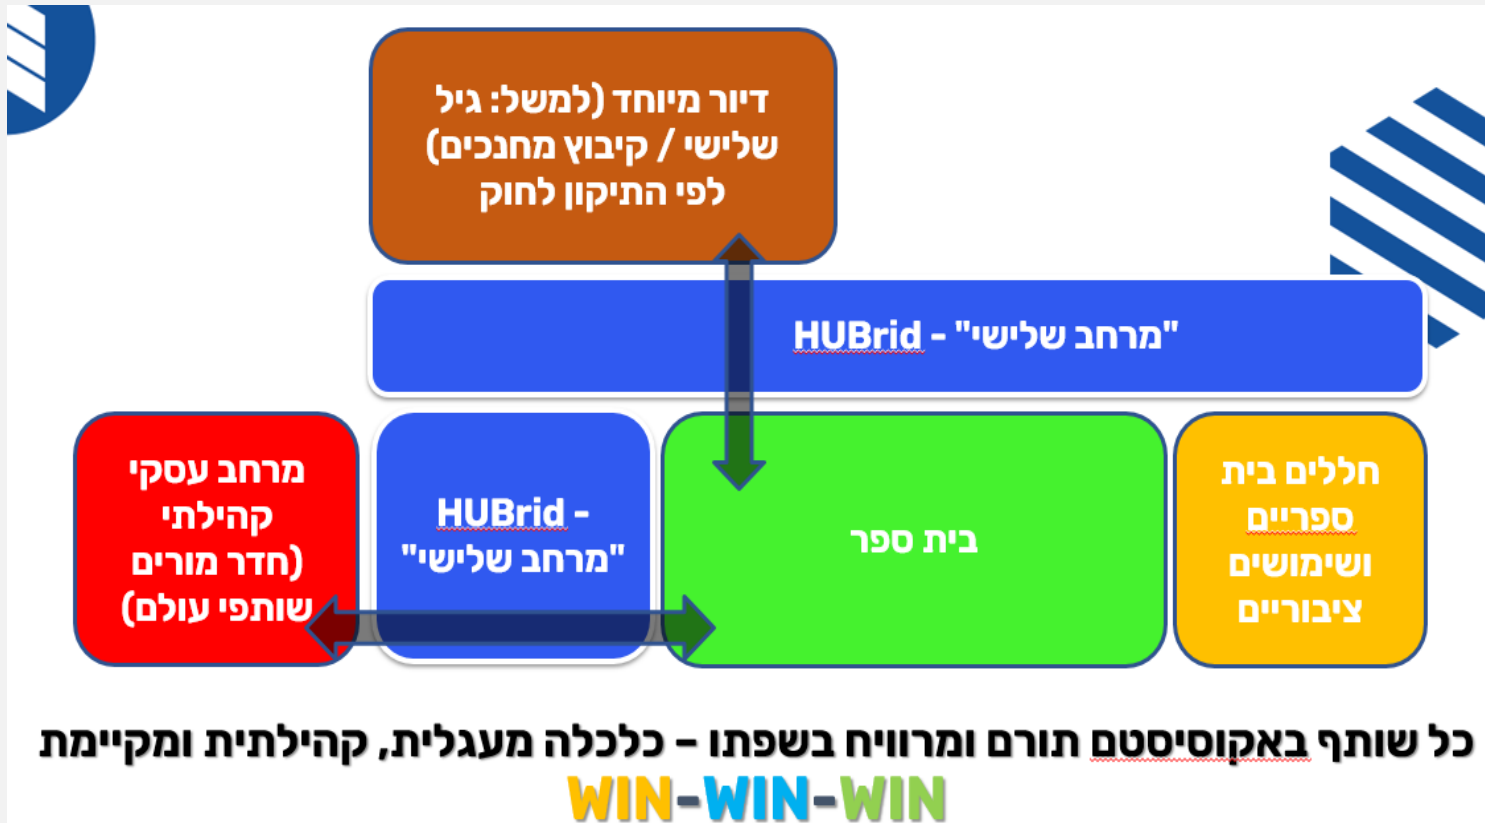 דיור מיוחד (למשל: גיל
שלישי / קיבוץ מחנכים)
לפי התיקון לחוק
"מרחב שלישי" - HUBrid
חללים בית
ספריים
ושימושים
ציבוריים
בית ספר
HUBrid -
"מרחב שלישי"
מרחב עסקי
קהילתי
(חדר מורים
שותפי עולם)
כל שותף באקוסיסטם תורם ומרוויח בשפתו – כלכלה מעגלית, קהילתית ומקיימת
WIN-WIN-WIN